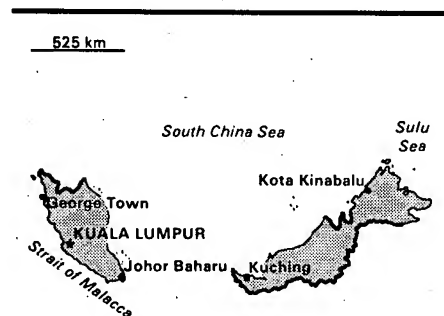 525 km
South China Sea
Sulu
Sea
Kota Kinabalu
George Town
KUALA LUMPUR
Johor Baharu
Kuching
Strait of Malacca